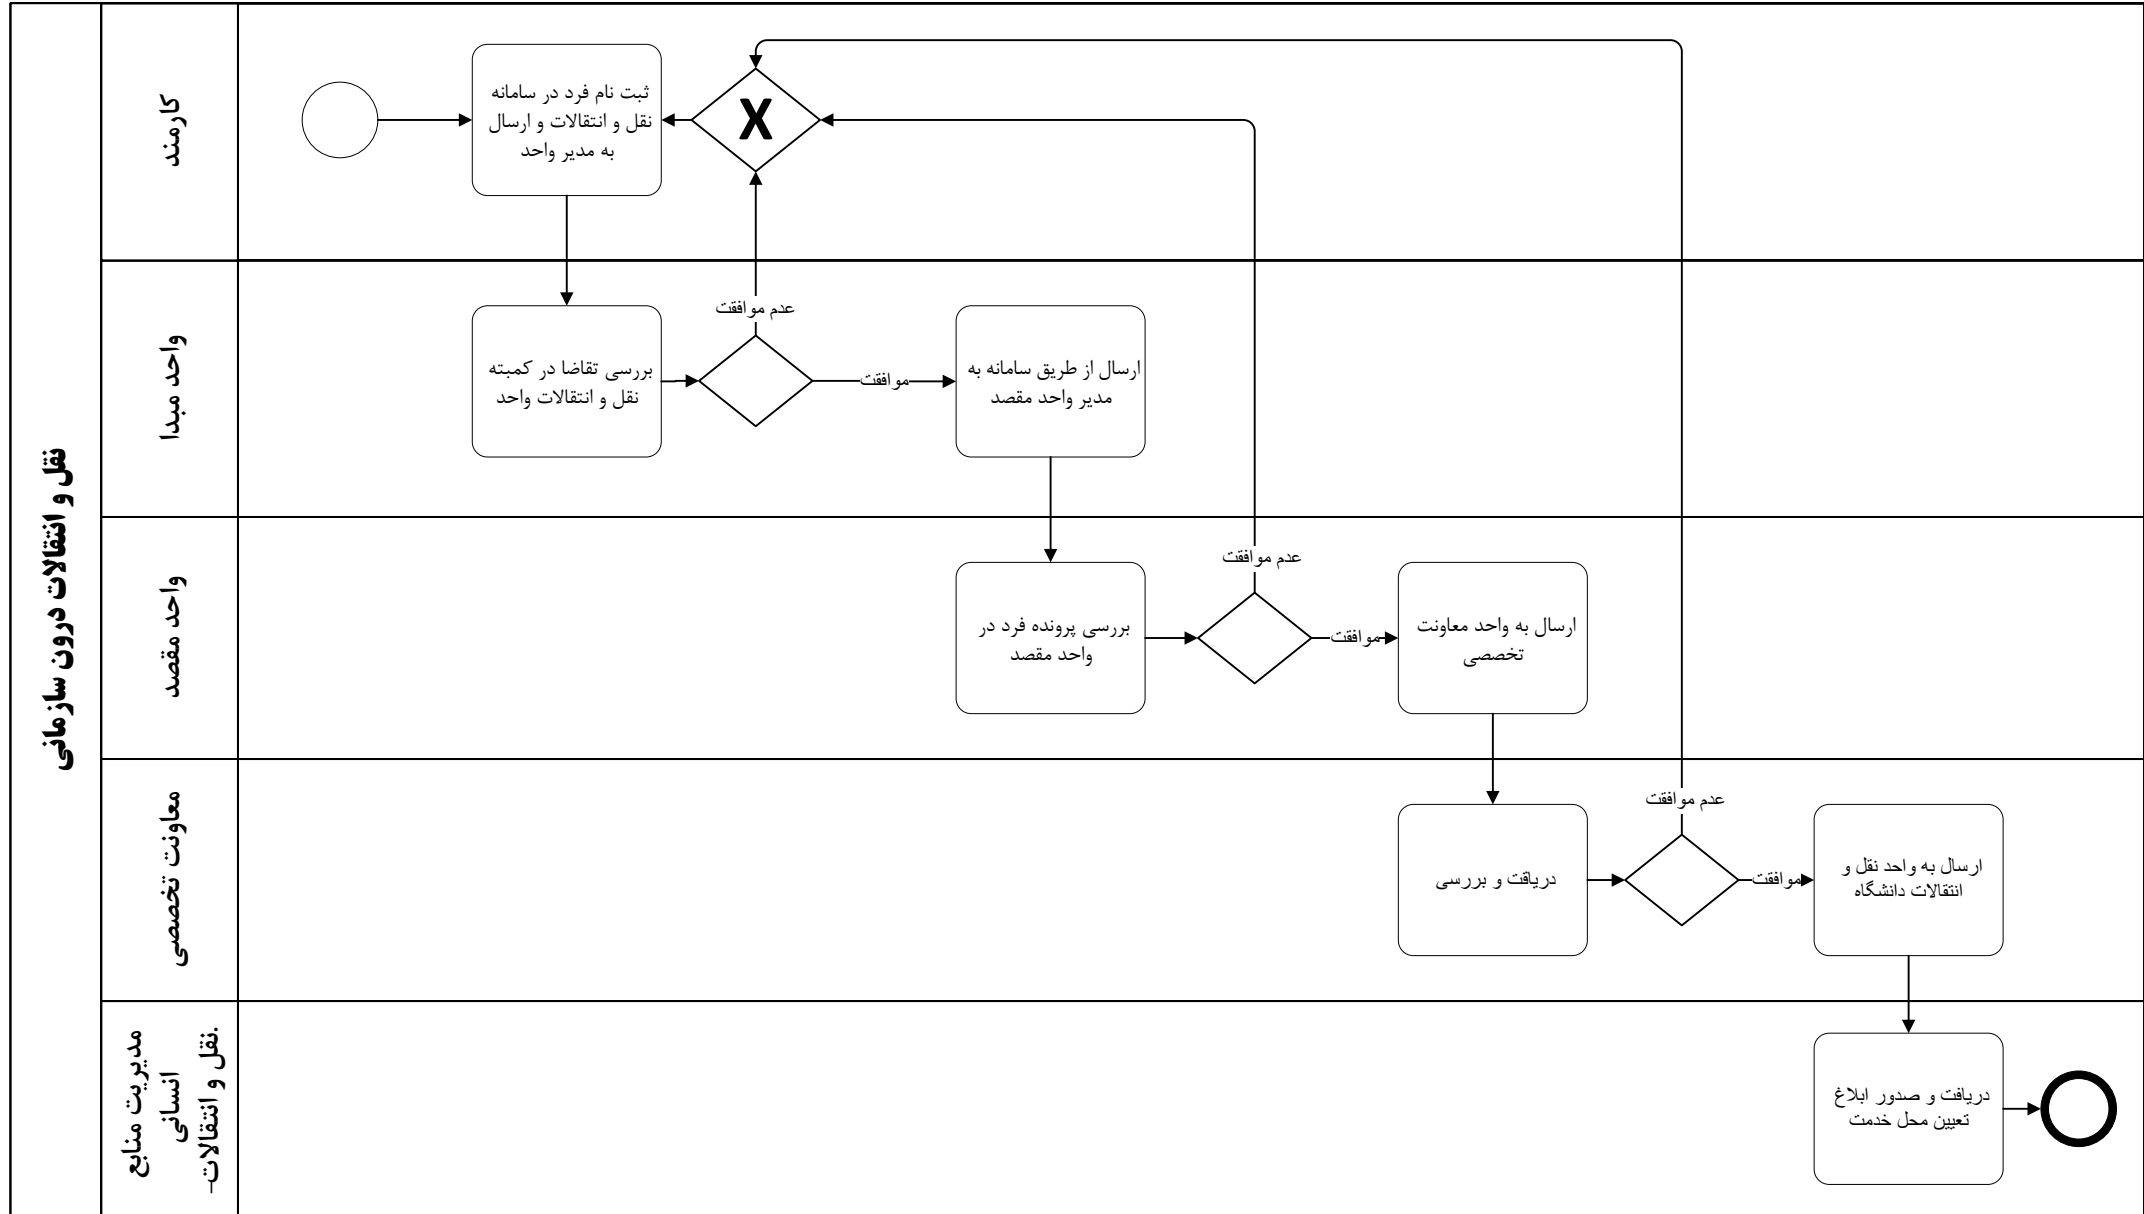 نقل و انتقالات درون سازمانی
کارمند
ثبت نام فرد در سامانه
نقل و انتقالات و ارسال
به مدیر واحد
X
واحد مبدا
بررسی تقاضا در کمیته
نقل و انتقالات واحد
عدم موافقت
موافقت
ارسال از طریق سامانه به
مدیر واحد مقصد
واحد مقصد
بررسی پرونده فرد در
واحد مقصد
عدم موافقت
موافقت
ارسال به واحد معاونت
تخصصی
معاونت تخصصی
دریافت و بررسی
عدم موافقت
موافقت
ارسال به واحد نقل و
انتقالات دانشگاه
مدیریت منابع
انسانی
–نقل و انتقالات.
دریافت و صدور ابلاغ
تعیین محل خدمت